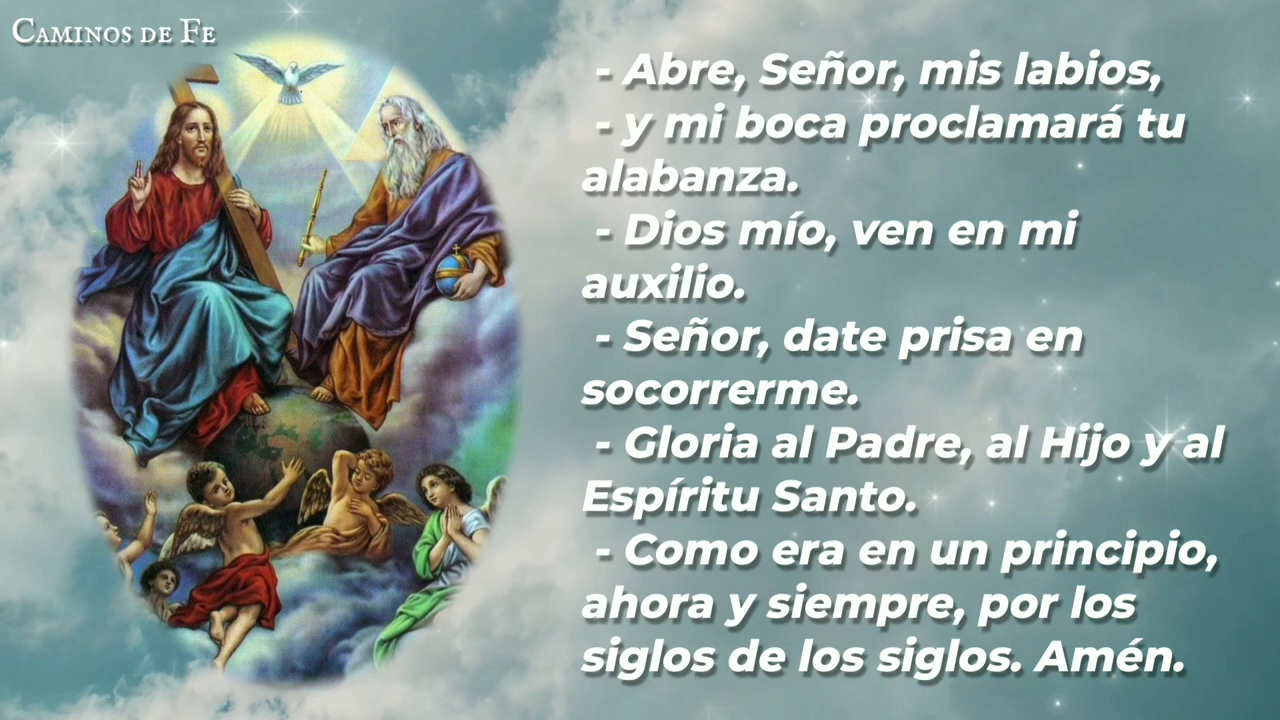 Caminos de Fe
- Abre, Señor, mis labios,
- y mi boca proclamará tu
alabanza.
- Dios mío, ven en mi
auxilio.
- Señor, date prisa en
socorrerme.
- Gloria al Padre, al Hijo y al
Espíritu Santo.
- Como era en un principio,
ahora y siempre, por los
siglos de los siglos. Amén.